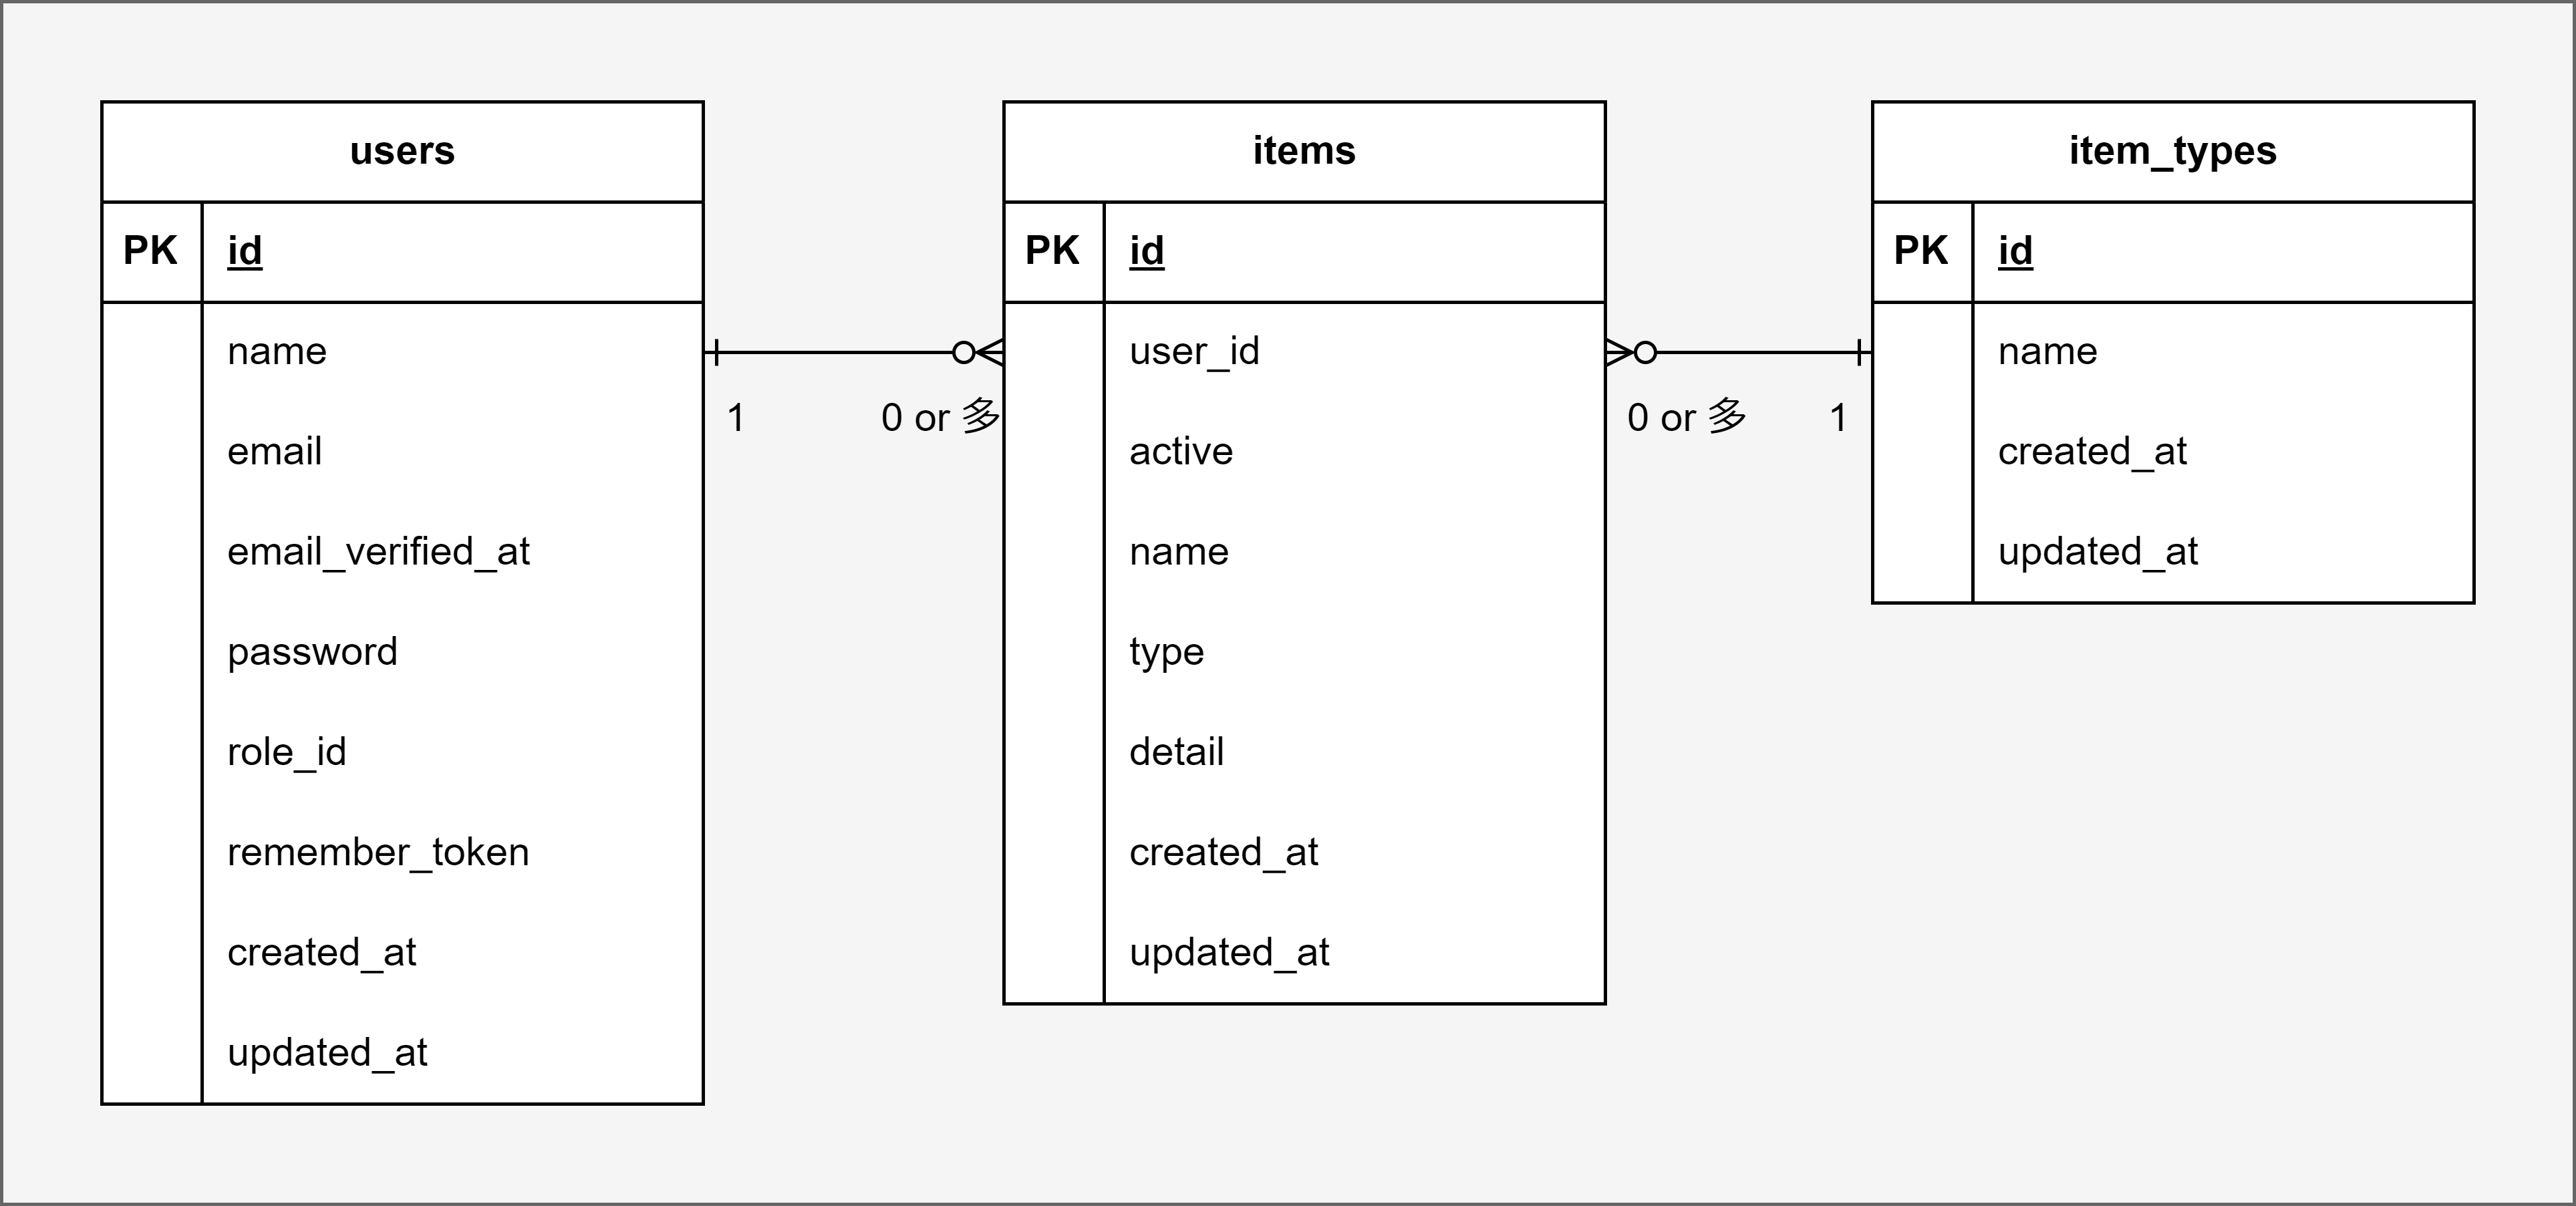 users
PK id
name
email
email_verified_at
password
role_id
remember_token
created_at
updated_at
1
0 or 多
items
PK id
user_id
active
name
type
detail
created_at
updated_at
0 or 多
1
item_types
PK id
name
created_at
updated_at